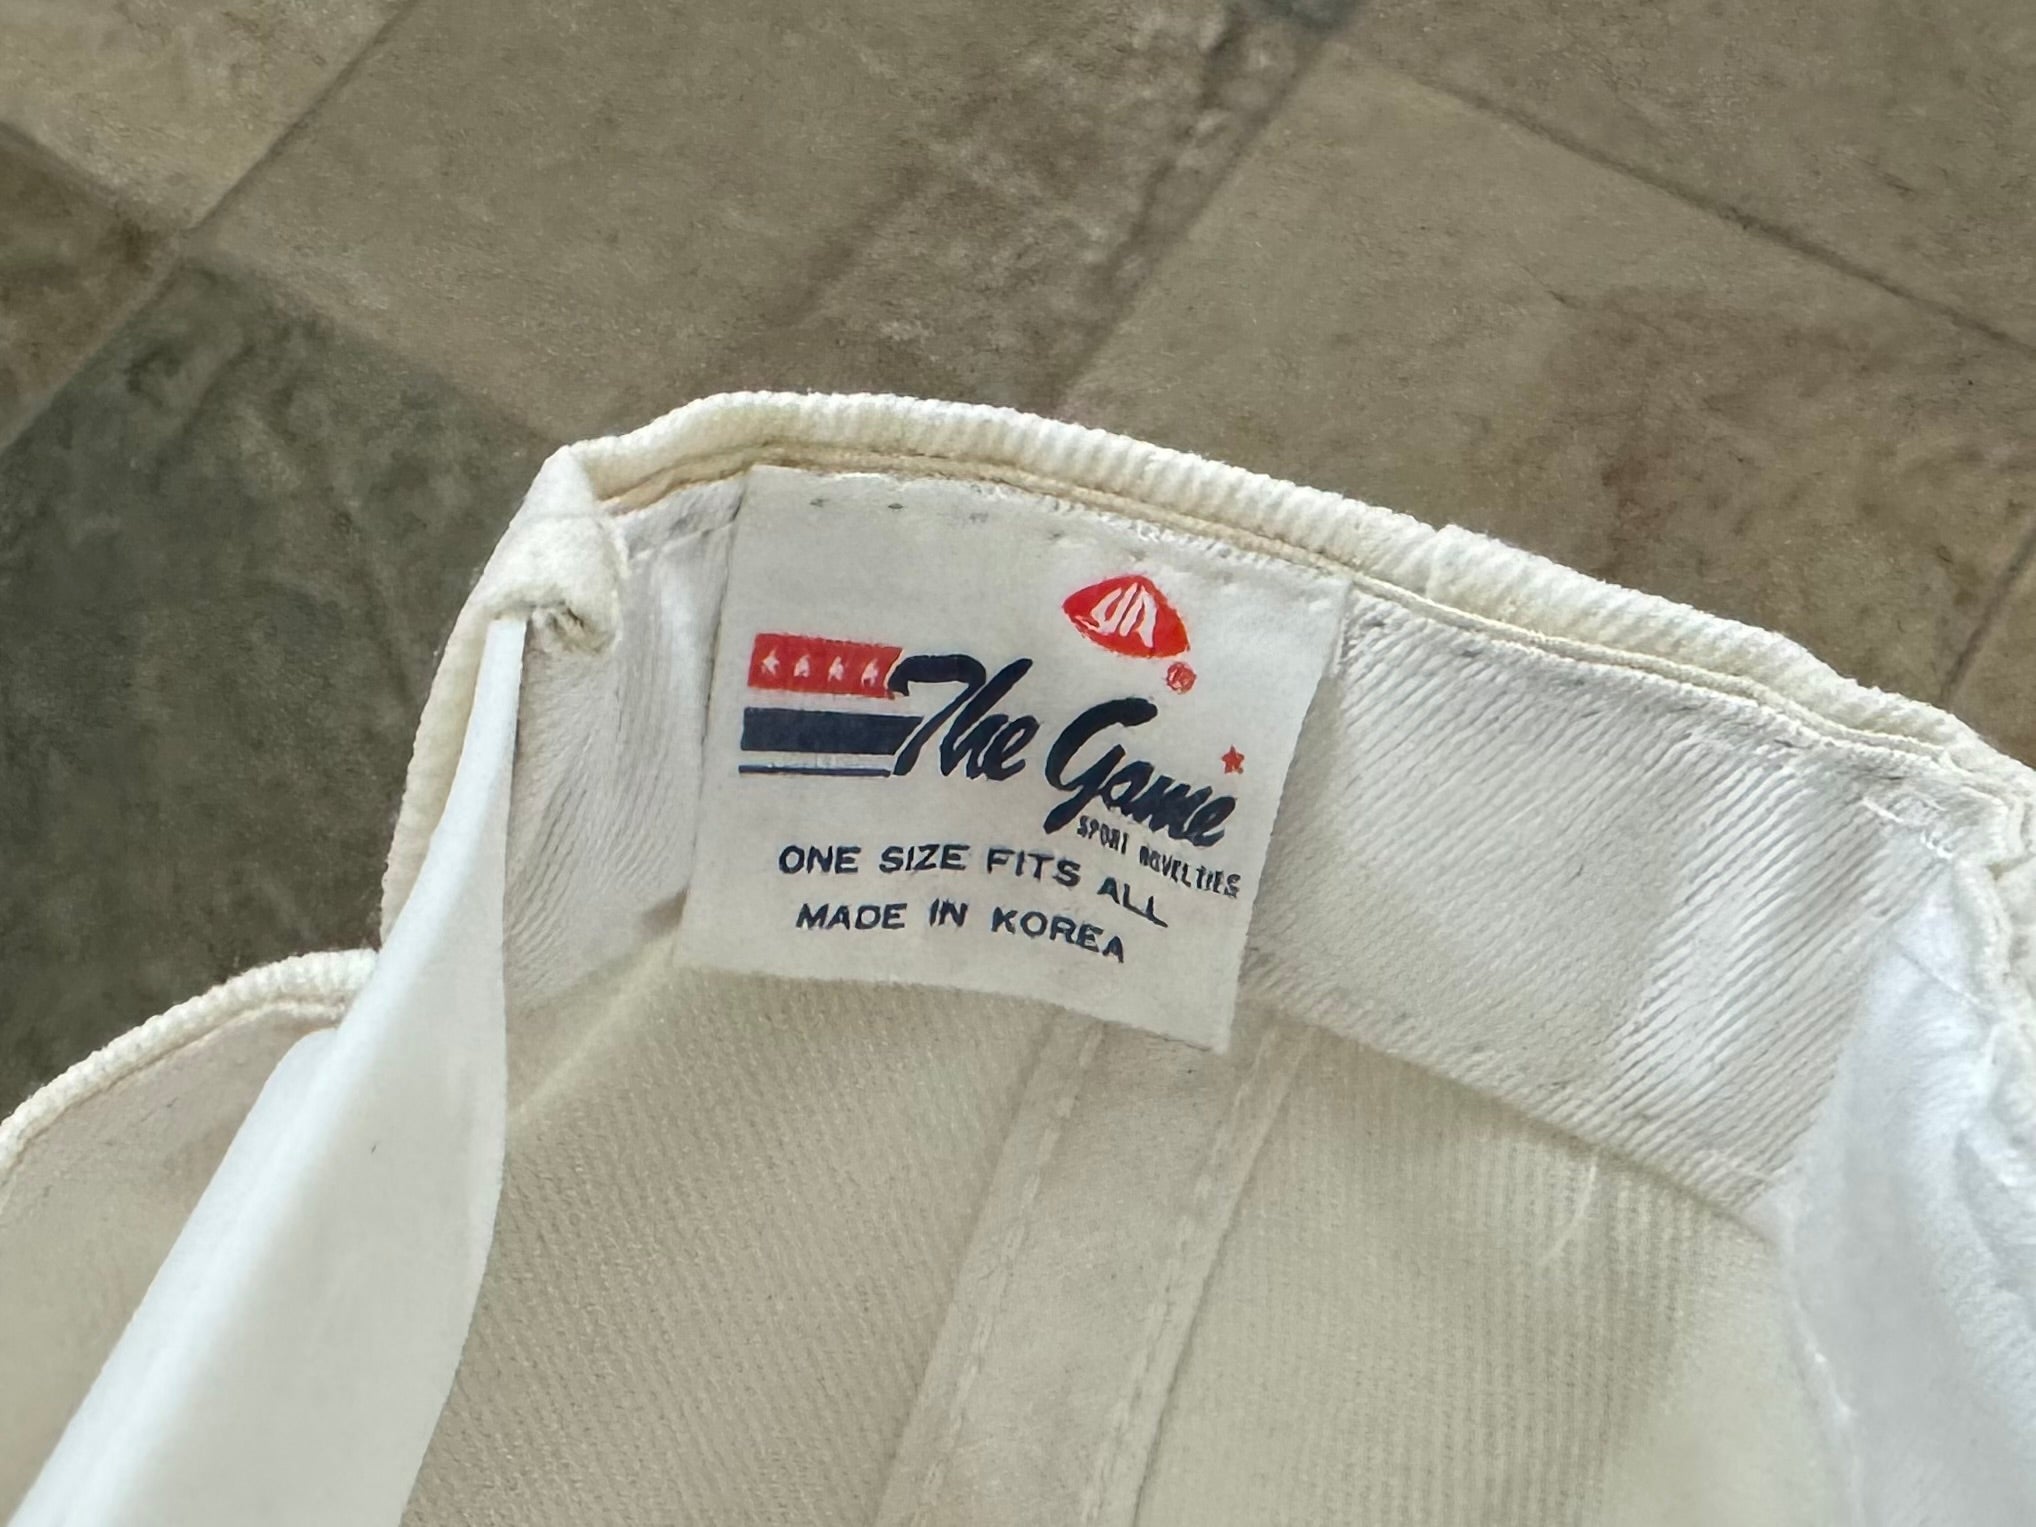 The Game
SPORT NOVELTIES
ONE SIZE FITS ALL
MADE IN KOREA